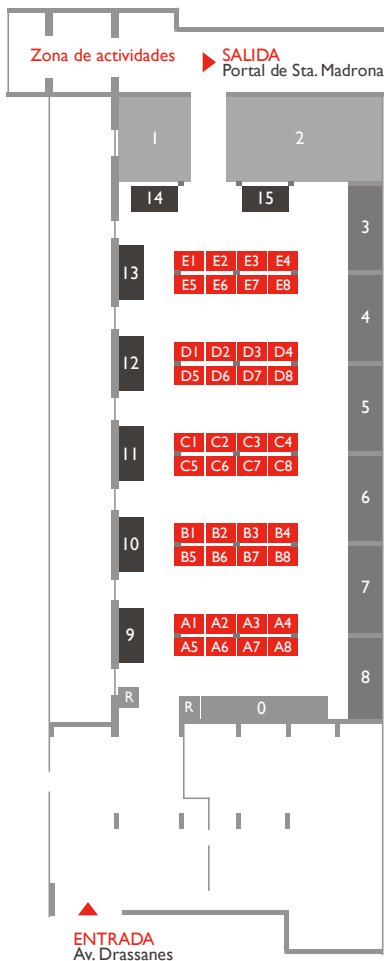 Zona de actividades
SALIDA
Portal de Sta. Madrona
1
2
14
15
3
13
E1 E2 E3 E4
E5 E6 E7 E8
4
12
D1 D2 D3 D4
D5 D6 D7 D8
5
11
C1 C2 C3 C4
C5 C6 C7 C8
6
10
B1 B2 B3 B4
B5 B6 B7 B8
7
9
A1 A2 A3 A4
A5 A6 A7 A8
8
R
R
0
ENTRADA
Av. Drassanes